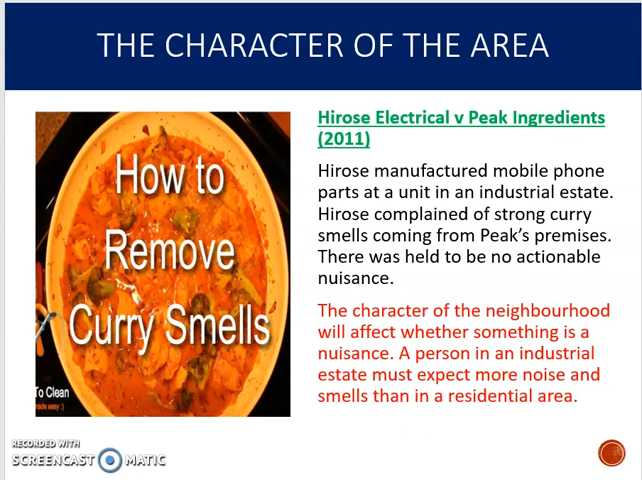 THE CHARACTER OF THE AREA
How to
Remove
Curry Smells
To Clean
made easy :)
Hirose Electrical v Peak Ingredients
(2011)
Hirose manufactured mobile phone
parts at a unit in an industrial estate.
Hirose complained of strong curry
smells coming from Peak's premises.
There was held to be no actionable
nuisance.
The character of the neighbourhood
will affect whether something is a
nuisance. A person in an industrial
estate must expect more noise and
smells than in a residential area.
RECORDED WITH
SCREENCAST MATIC